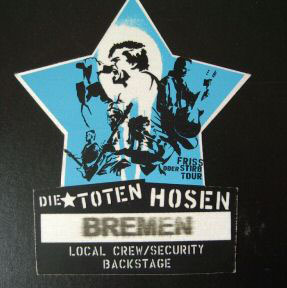 FRISS
ODER STIRB
TOUR
DIE★TOTEN HOSEN
BREMEN
LOCAL CREW/SECURITY
BACKSTAGE